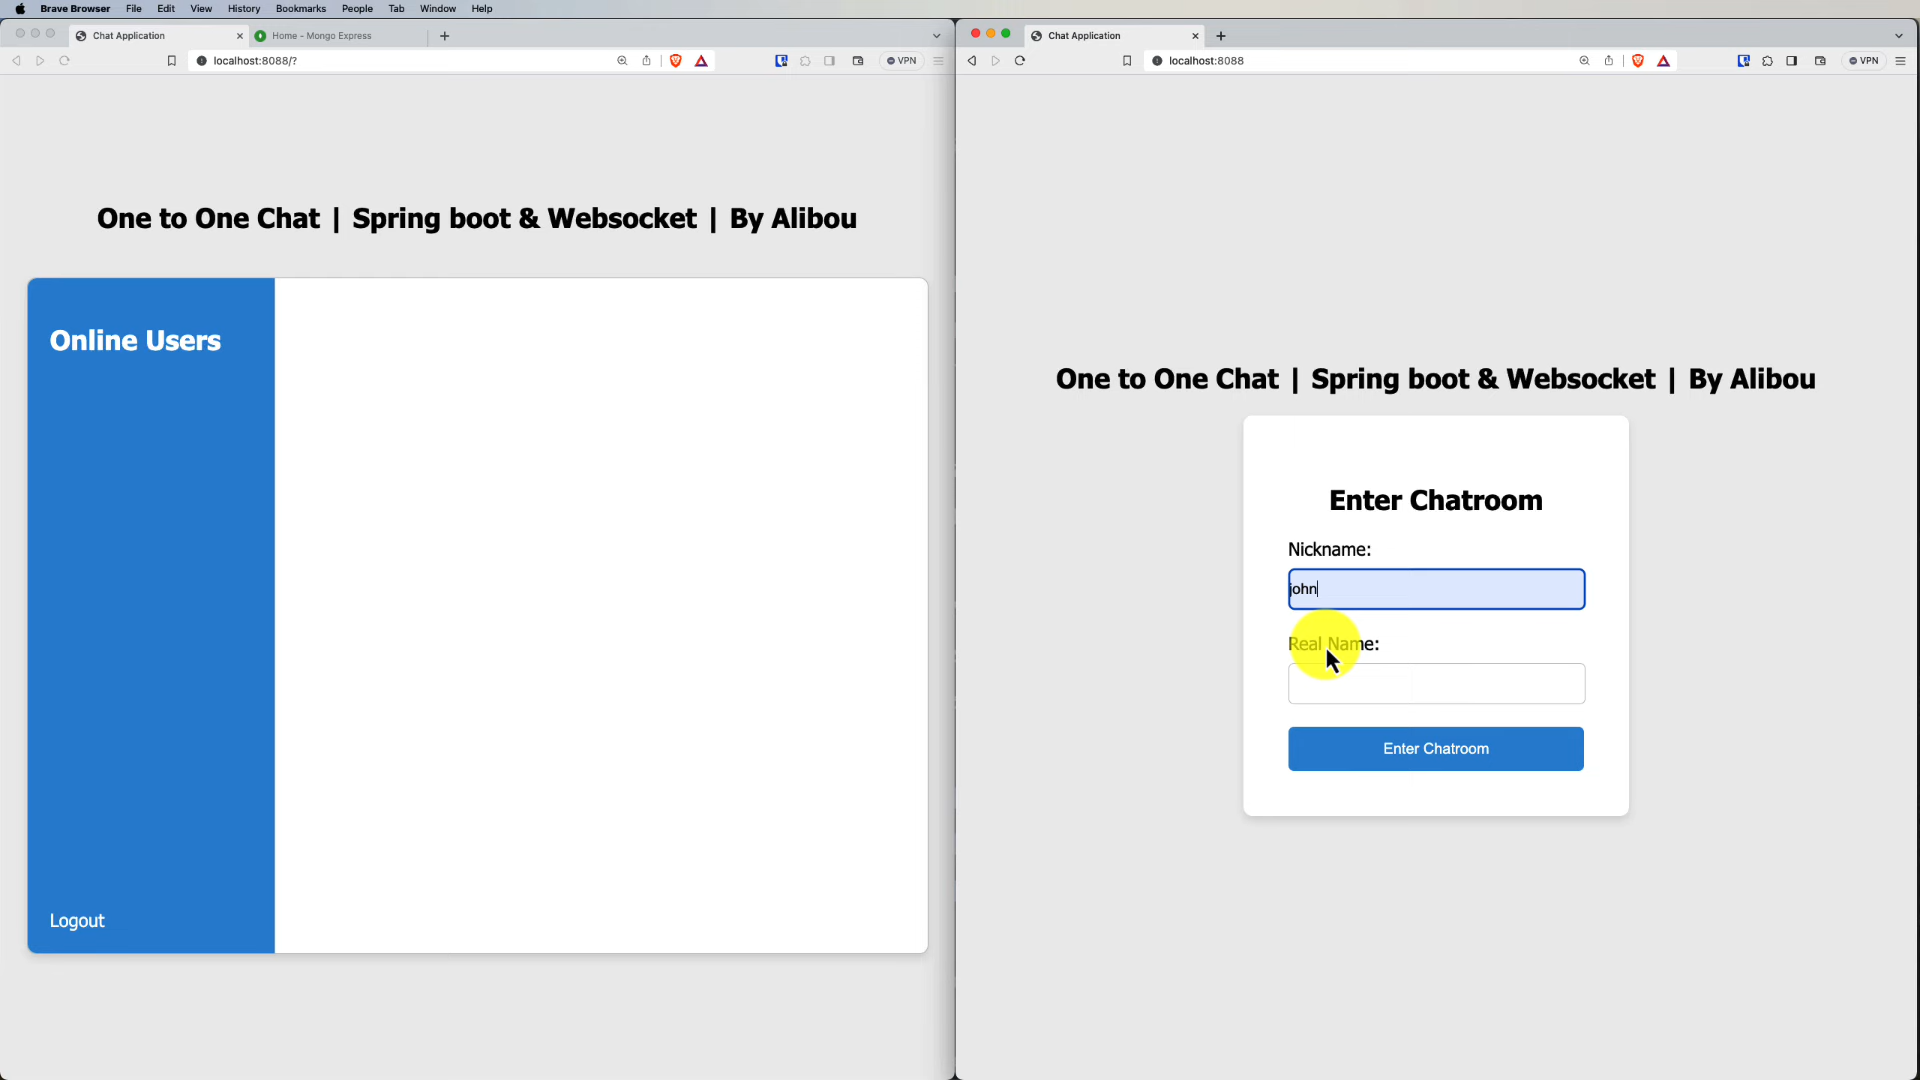 Brave Browser File Edit View History Bookmarks People Tab Window Help
Chat Application
Home - Mongo Express
localhost:8088/?
VPN
One to One Chat | Spring boot & Websocket | By Alibou
Online Users
Logout
Chat Application
localhost:8088
VPN
One to One Chat | Spring boot & Websocket | By Alibou
Enter Chatroom
Nickname:
john
Real Name:
Enter Chatroom